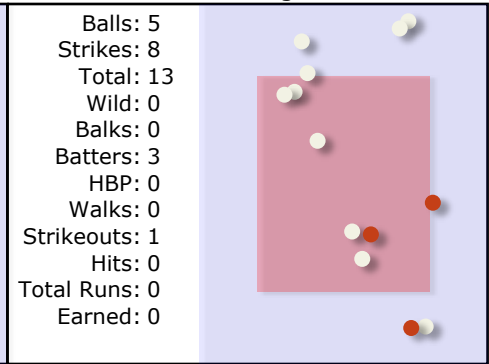 Balls: 5
Strikes: 8
Total: 13
Wild: 0
Balks: 0
Batters: 3
HBP: 0
Walks: 0
Strikeouts: 1
Hits: 0
Total Runs: 0
Earned: 0